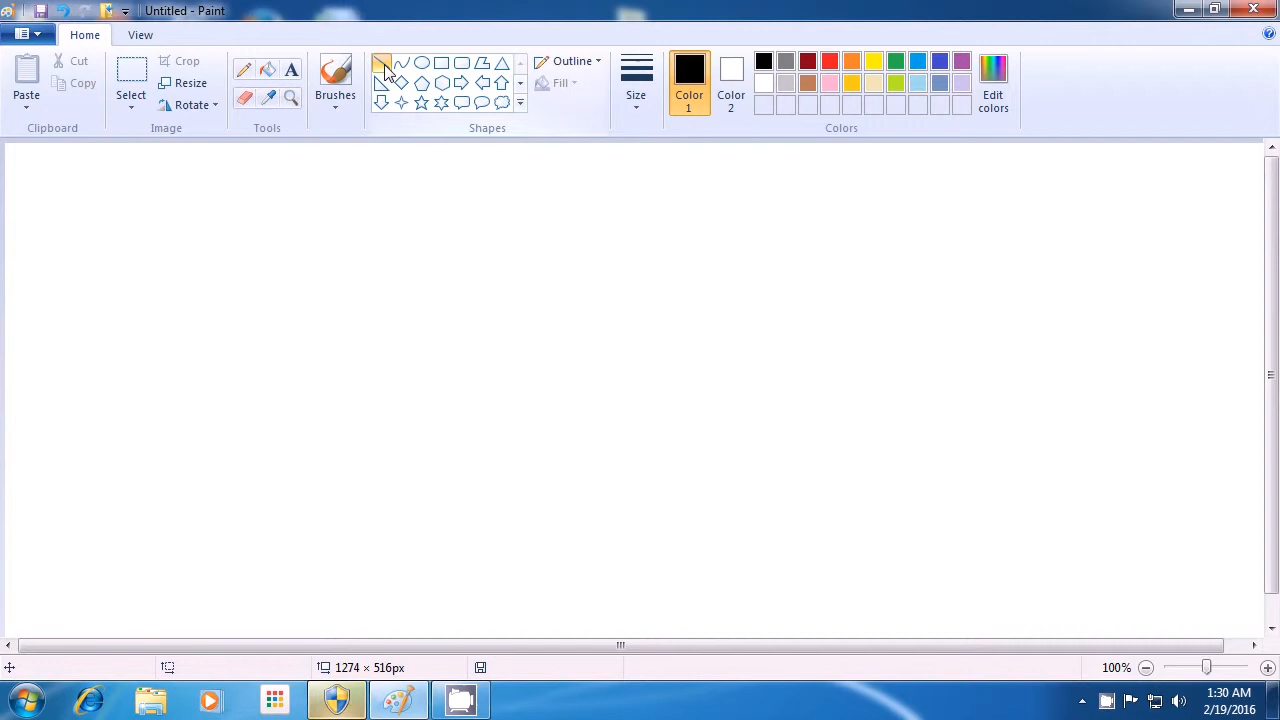 Untitled - Paint
Home View
Paste
Cut
Copy
Clipboard
Select
Crop
Resize
Rotate
Image
A
Tools
Brushes
Shapes
Outline
Fill
Size
Color 1
Color 2
Edit colors
Colors
1274 × 516px
100%
1:30 AM
2/19/2016